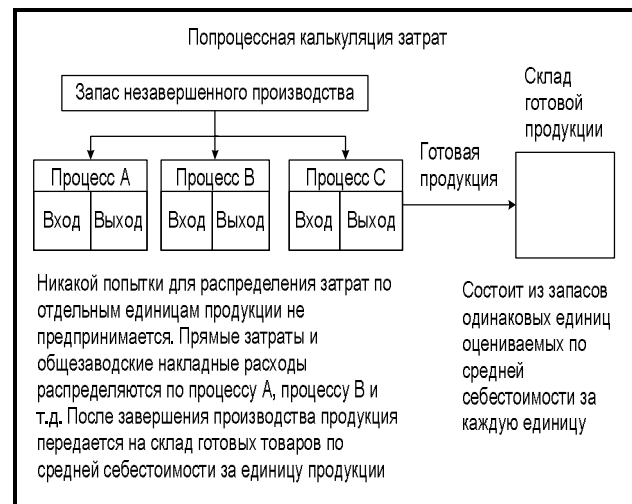 Попроцессная калькуляция затрат
Склад
готовой
продукции
Запас незавершенного производства
Процесс А
Процесс В
Процесс С
Вход
Выход
Вход
Выход
Вход
Выход
Готовая
продукция
Никакой попытки для распределения затрат по
отдельным единицам продукции не
предпринимается. Прямые затраты и
общезаводские накладные расходы
распределяются по процессу А, процессу В и
т.д. После завершения производства продукция
передается на склад готовых товаров по
средней себестоимости за единицу продукции
Состоит из запасов
одинаковых единиц
оцениваемых по
средней
себестоимости за
каждую единицу